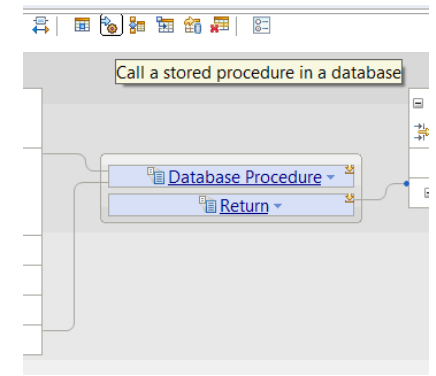 Call a stored procedure in a database
Database Procedure
Return